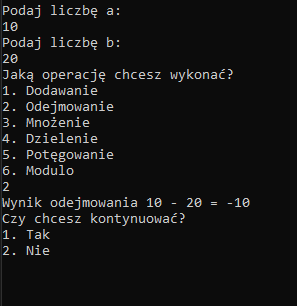 Podaj liczbę a:
10
Podaj liczbę b:
20
Jaką operację chcesz wykonać?
1. Dodawanie
2. Odejmowanie
3. Mnożenie
4. Dzielenie
5. Potęgowanie
6. Modulo
2
Wynik odejmowania 10 - 20 = -10
Czy chcesz kontynuować?
1. Tak
2. Nie